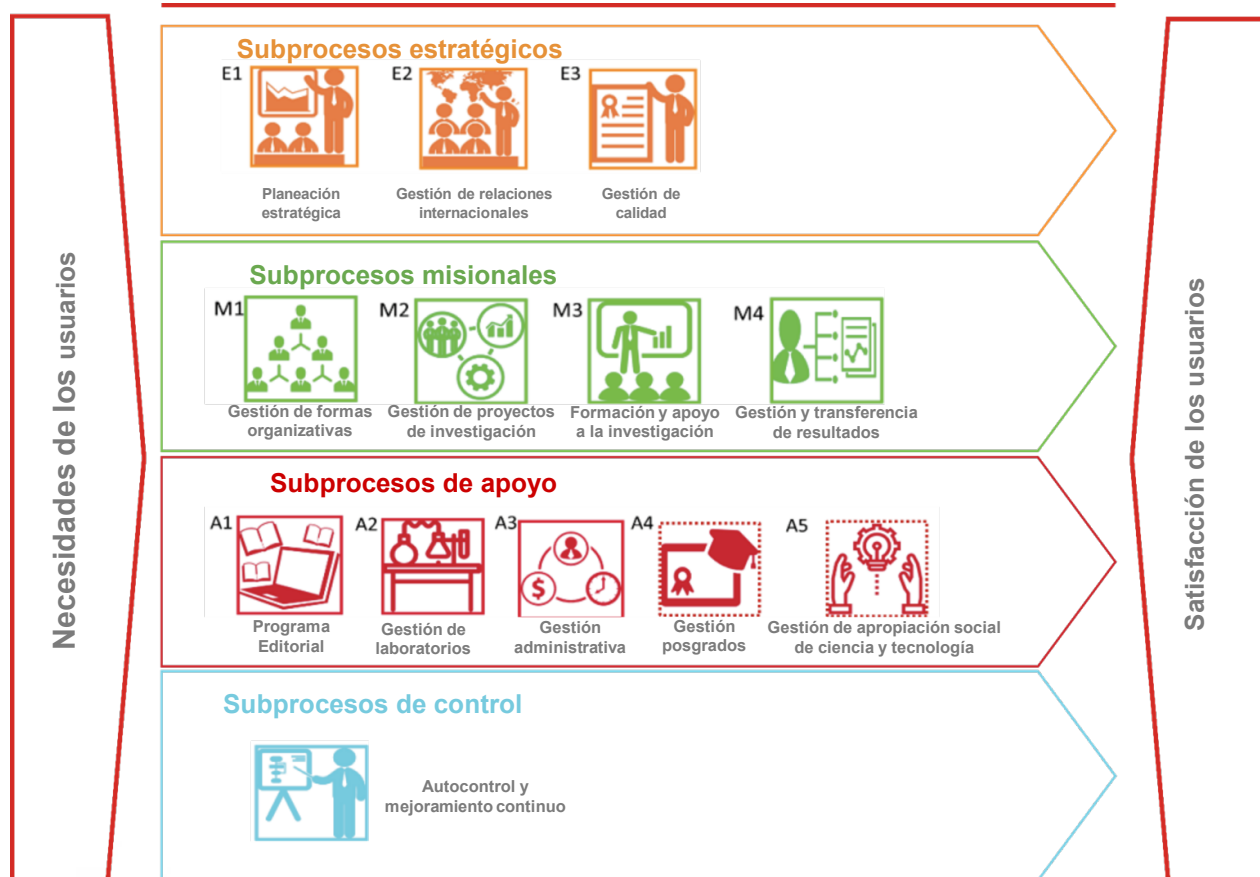 Necesidades de los usuarios
Subprocesos estratégicos
E1
E2
E3
Planeación
estratégica
Gestión de relaciones
internacionales
Gestión de
calidad
Subprocesos misionales
M1
M2
M3
M4
Gestión de formas
organizativas
Gestión de proyectos
de investigación
Formación y apoyo
a la investigación
Gestión y transferencia
de resultados
Subprocesos de apoyo
A1
A2
A3
A4
A5
$
Programa
Editorial
Gestión de
laboratorios
Gestión
administrativa
Gestión
posgrados
Gestión de apropiación social
de ciencia y tecnología
Subprocesos de control
Autocontrol y
mejoramiento continuo
Satisfacción de los usuarios